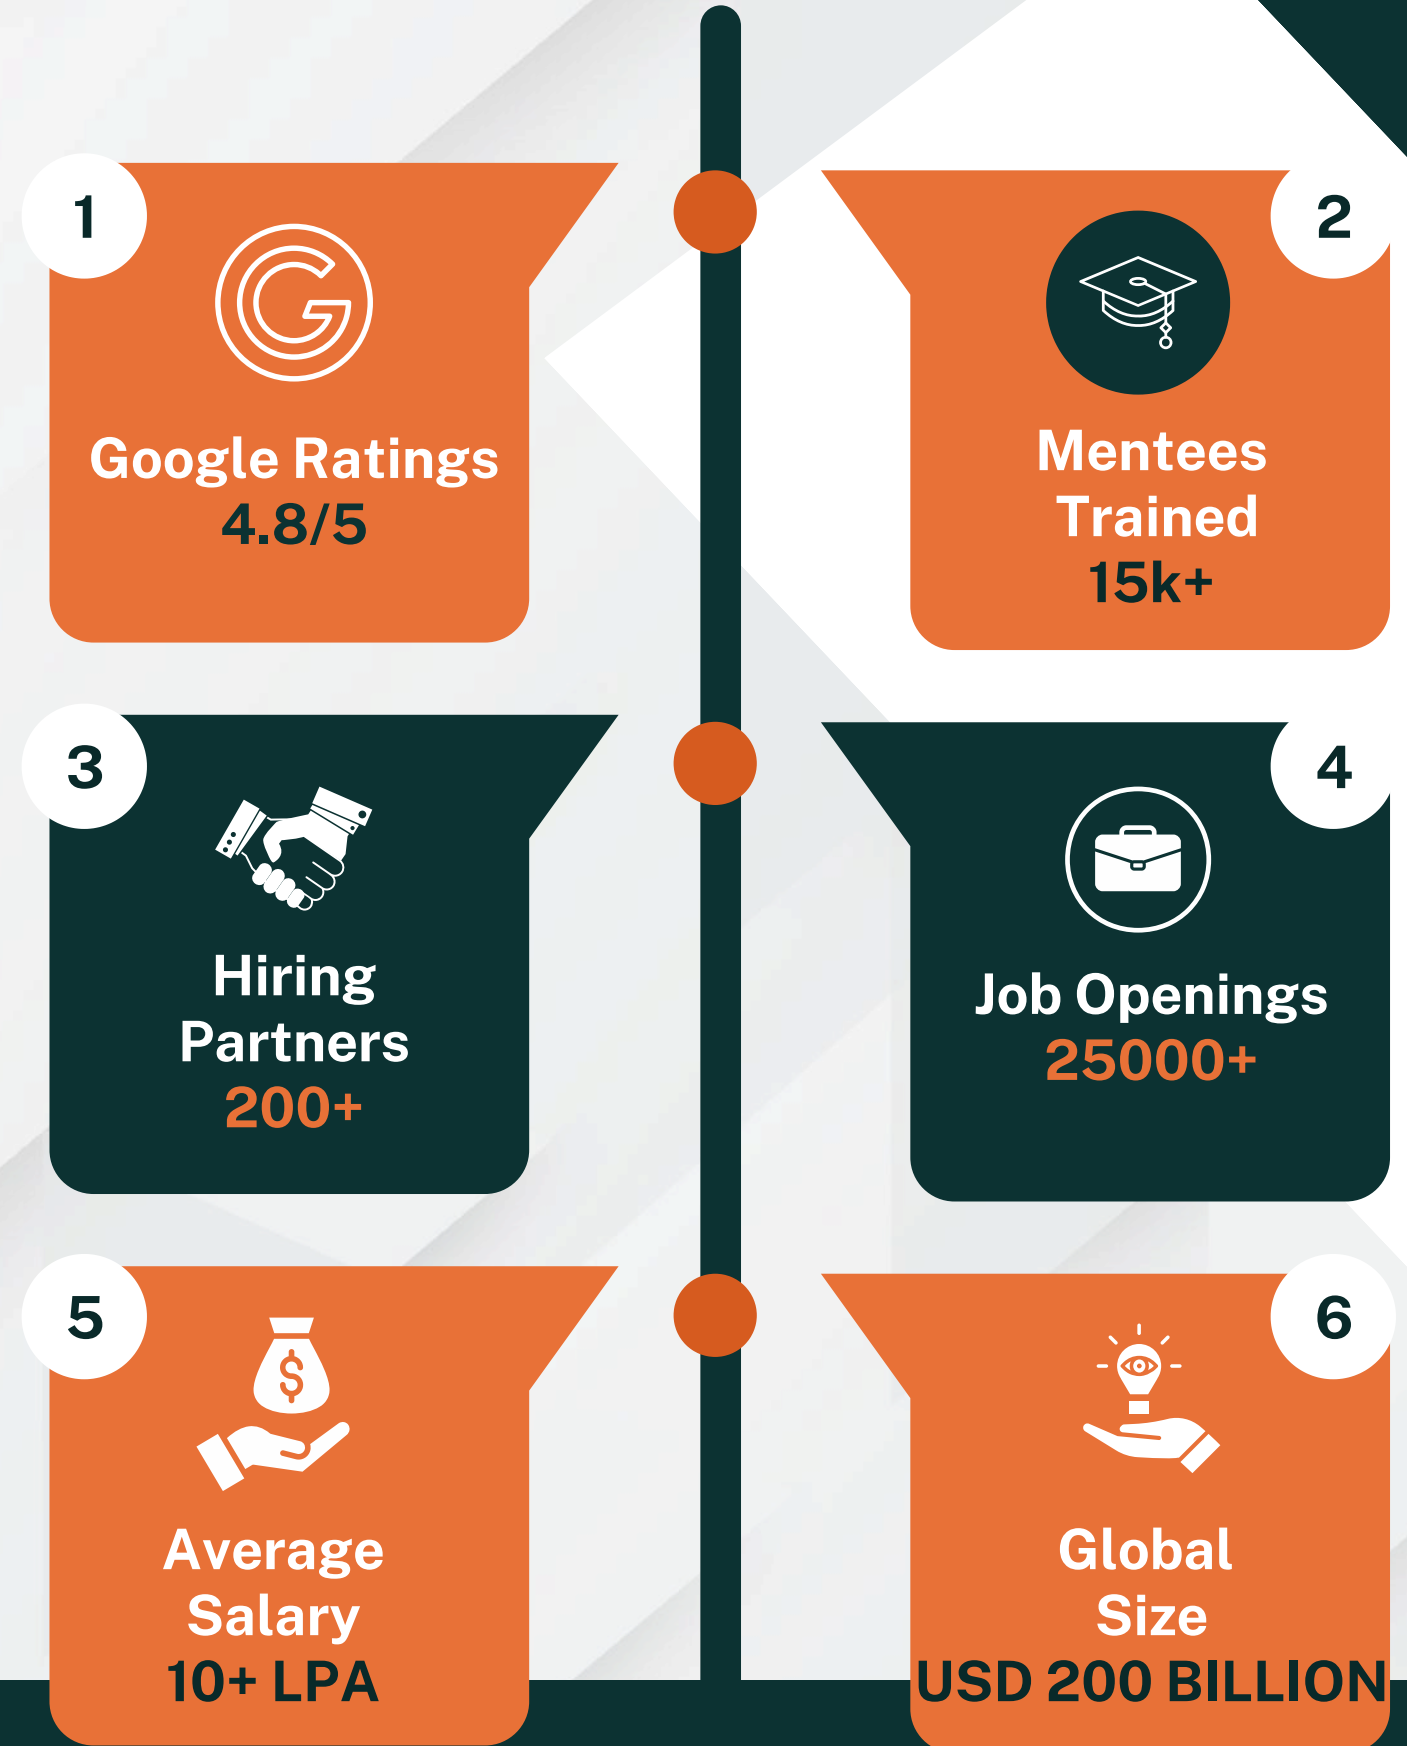 1
Google Ratings
4.8/5
2
Mentees
Trained
15k+
3
Hiring
Partners
200+
4
Job Openings
25000+
5
Average
Salary
10+ LPA
6
Global
Size
USD 200 BILLION